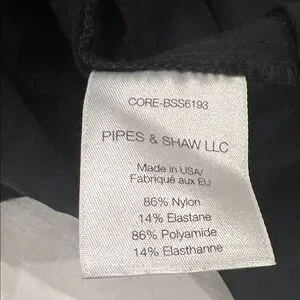 CORE-BSS6193
PIPES & SHAW LLC
Made in USA/
Fabriqué aux EU
86% Nylon
14% Elastane
86% Polyamide
14% Elasthanne